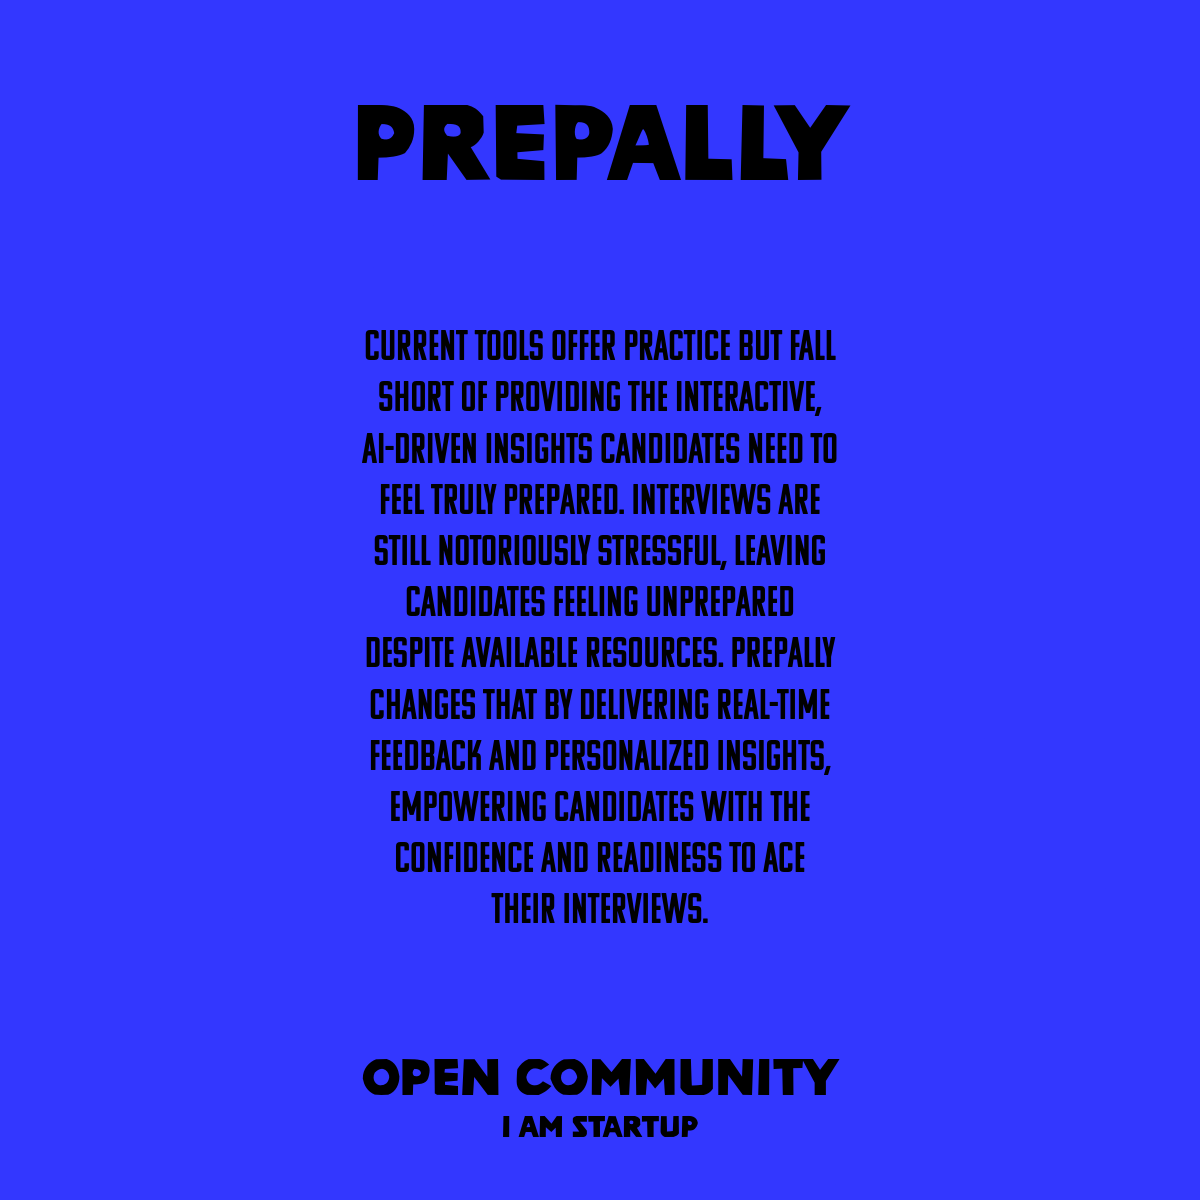 PREPALLY
CURRENT TOOLS OFFER PRACTICE BUT FALL
SHORT OF PROVIDING THE INTERACTIVE,
AI-DRIVEN INSIGHTS CANDIDATES NEED TO
FEEL TRULY PREPARED. INTERVIEWS ARE
STILL NOTORIOUSLY STRESSFUL, LEAVING
CANDIDATES FEELING UNPREPARED
DESPITE AVAILABLE RESOURCES. PREPALLY
CHANGES THAT BY DELIVERING REAL-TIME
FEEDBACK AND PERSONALIZED INSIGHTS,
EMPOWERING CANDIDATES WITH THE
CONFIDENCE AND READINESS TO ACE
THEIR INTERVIEWS.
OPEN COMMUNITY
I AM STARTUP